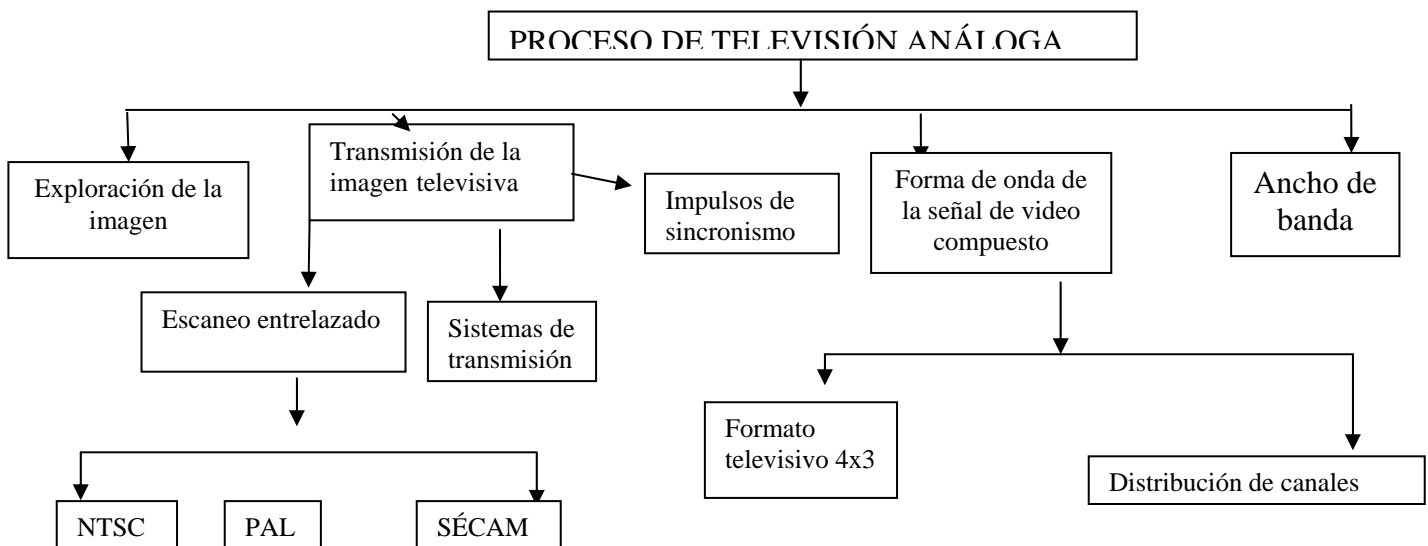 PROCESO DE TELEVISIÓN ANÁLOGA
Exploración de la
imagen
Transmisión de la
imagen televisiva
Impulsos de
sincronismo
Forma de onda de
la señal de video
compuesto
Ancho de
banda
Escaneo entrelazado
Sistemas de
transmisión
Formato
televisivo 4x3
Distribución de canales
NTSC
PAL
SÉCAM